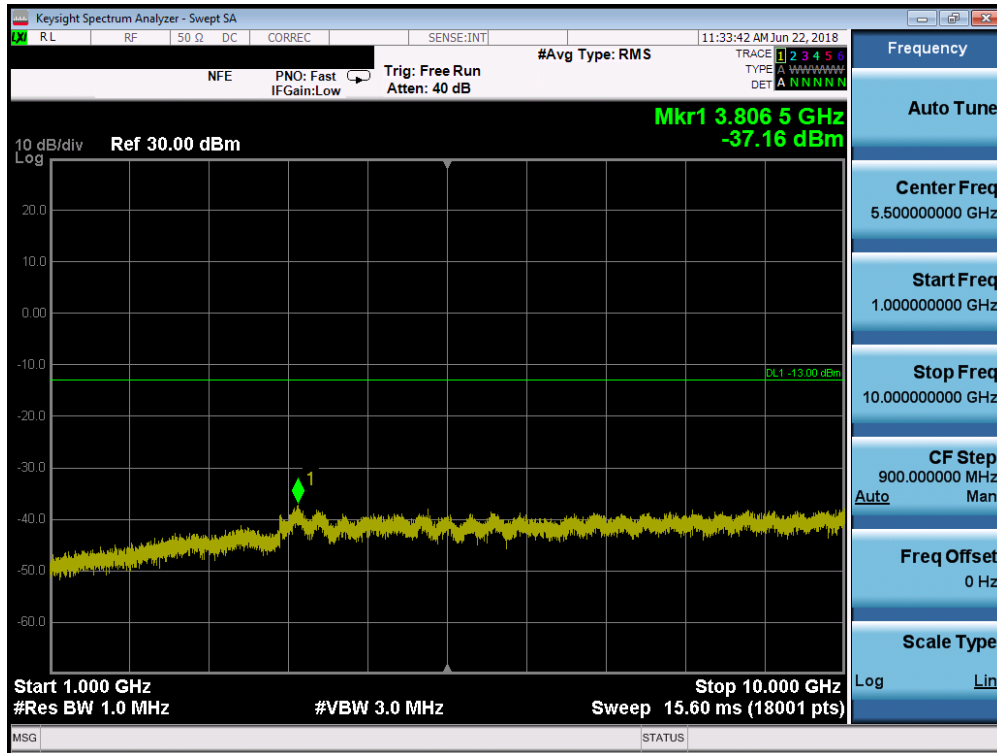 Keysight Spectrum Analyzer - Swept SA
LXI RL RF 50 Ω DC CORREC SENSE:INT 11:33:42 AM Jun 22, 2018
Frequency
#Avg Type: RMS
TRACE 1 2 3 4 5 6
TYPE A WWWWW
DET A N N N N N
NFE
PNO: Fast
IFGain:Low
Trig: Free Run
Atten: 40 dB
Auto Tune
Mkr1 3.806 5 GHz
-37.16 dBm
10 dB/div
Log
Ref 30.00 dBm
20.0
10.0
0.00
-10.0
-20.0
-30.0
-40.0
-50.0
-60.0
DL1 -13.00 dBm
1
Center Freq
5.500000000 GHz
Start Freq
1.000000000 GHz
Stop Freq
10.000000000 GHz
CF Step
900.000000 MHz
Auto Man
Freq Offset
0 Hz
Scale Type
Log Lin
Start 1.000 GHz
Stop 10.000 GHz
#Res BW 1.0 MHz
#VBW 3.0 MHz
Sweep 15.60 ms (18001 pts)
MSG
STATUS